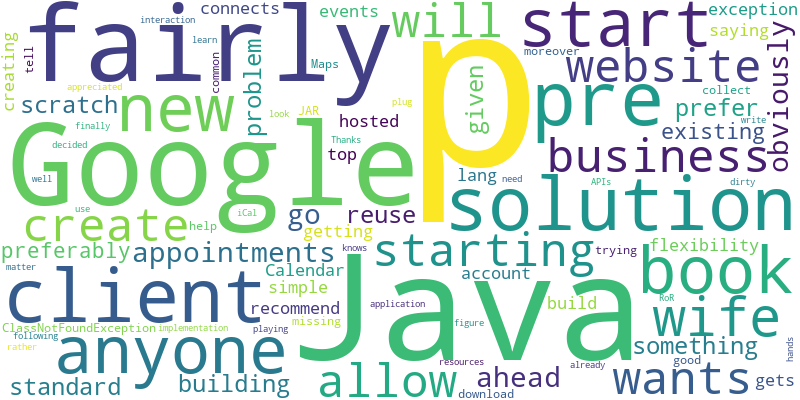 connects
interaction
fairly
events
will
start
exception
saying
learn
tell
common
creating
appreciated
Maps
moreover
website
obviously
scratch
new
problem
JAR
look
finally
hosted
Thanks
top
p
given
plug
pre
collect
prefer
write
existing
business
Google
decided
well
use
create
iCal
help
go
reuse
getting
lang
need
APIs
dirty
solution
preferably
appointments
knows
starting
trying
flexibility
matter
client
Calendar
simple
recommend
missing
account
Java
application
build
book
RoR
wife
ClassNotFoundException
implementation
following
rather
playing
anyone
figure
something
good
hands
standard
building
allow
resources
ahead
download
already
wants
gets